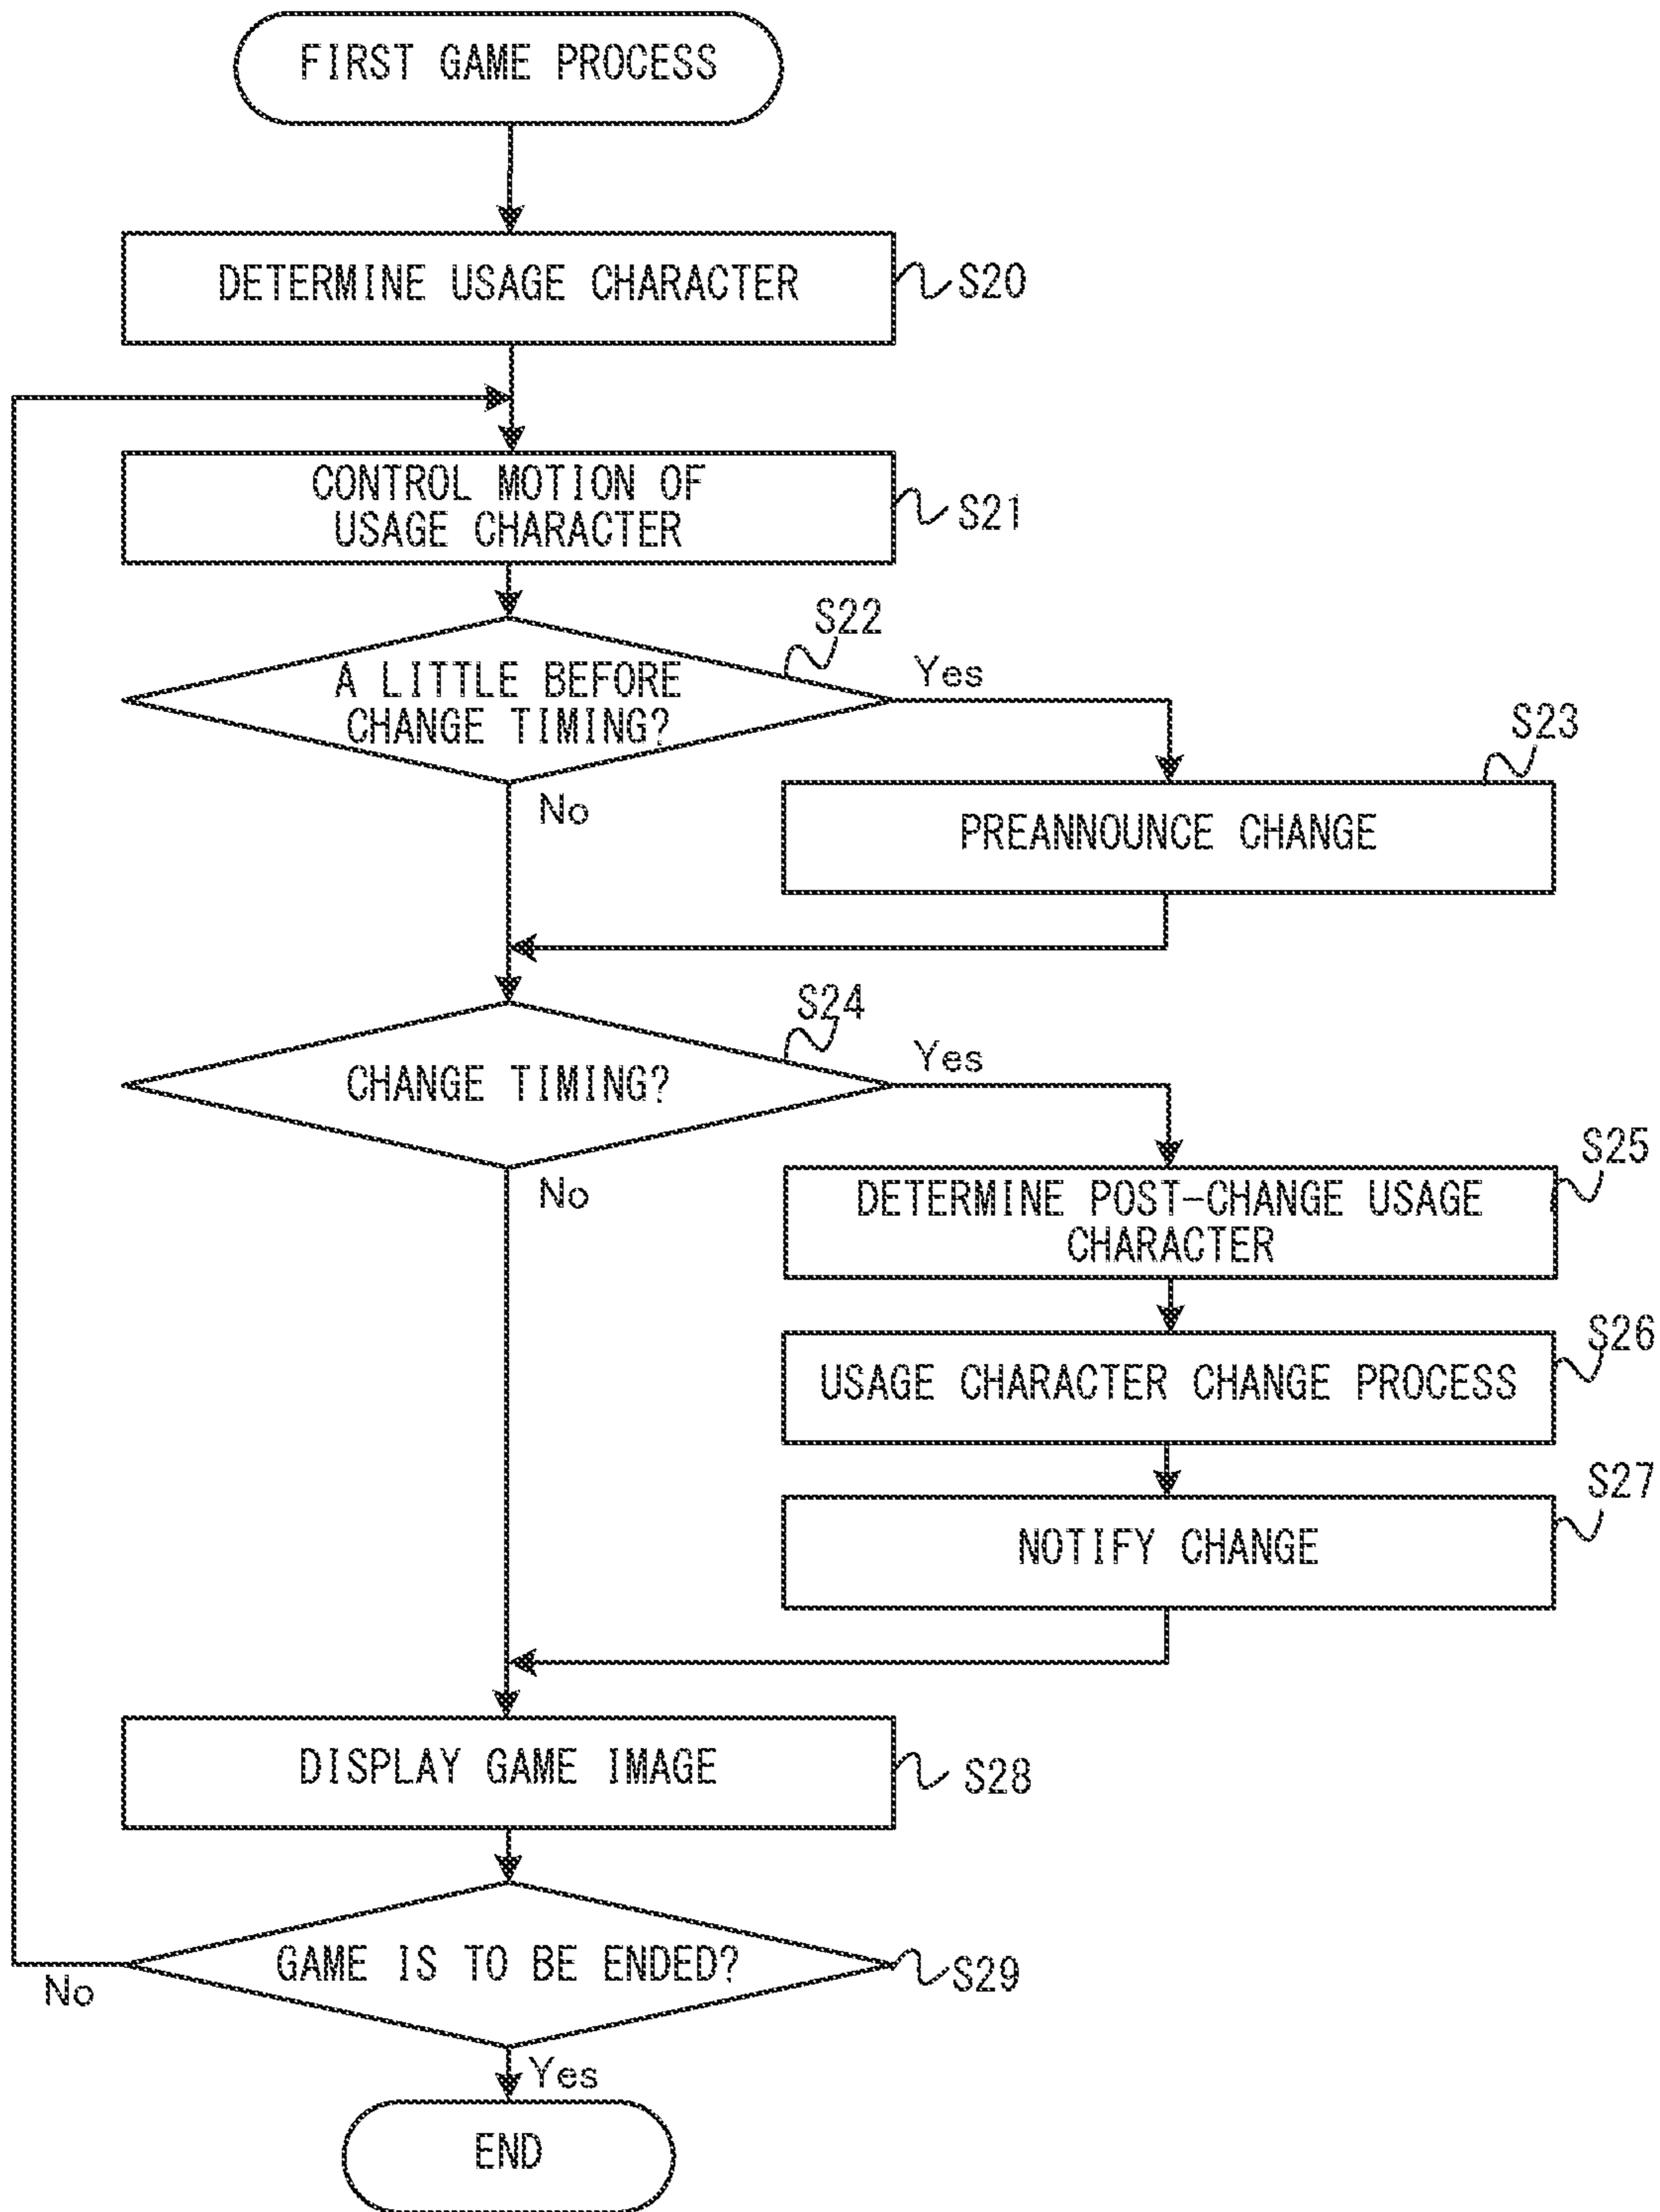 FIRST GAME PROCESS
DETERMINE USAGE CHARACTER
S20
CONTROL MOTION OF
USAGE CHARACTER
S21
S22
A LITTLE BEFORE
CHANGE TIMING?
Yes
No
S23
PREANNOUNCE CHANGE
S24
CHANGE TIMING?
Yes
No
S25
DETERMINE POST-CHANGE USAGE
CHARACTER
S26
USAGE CHARACTER CHANGE PROCESS
S27
NOTIFY CHANGE
DISPLAY GAME IMAGE
S28
GAME IS TO BE ENDED?
S29
No
Yes
END